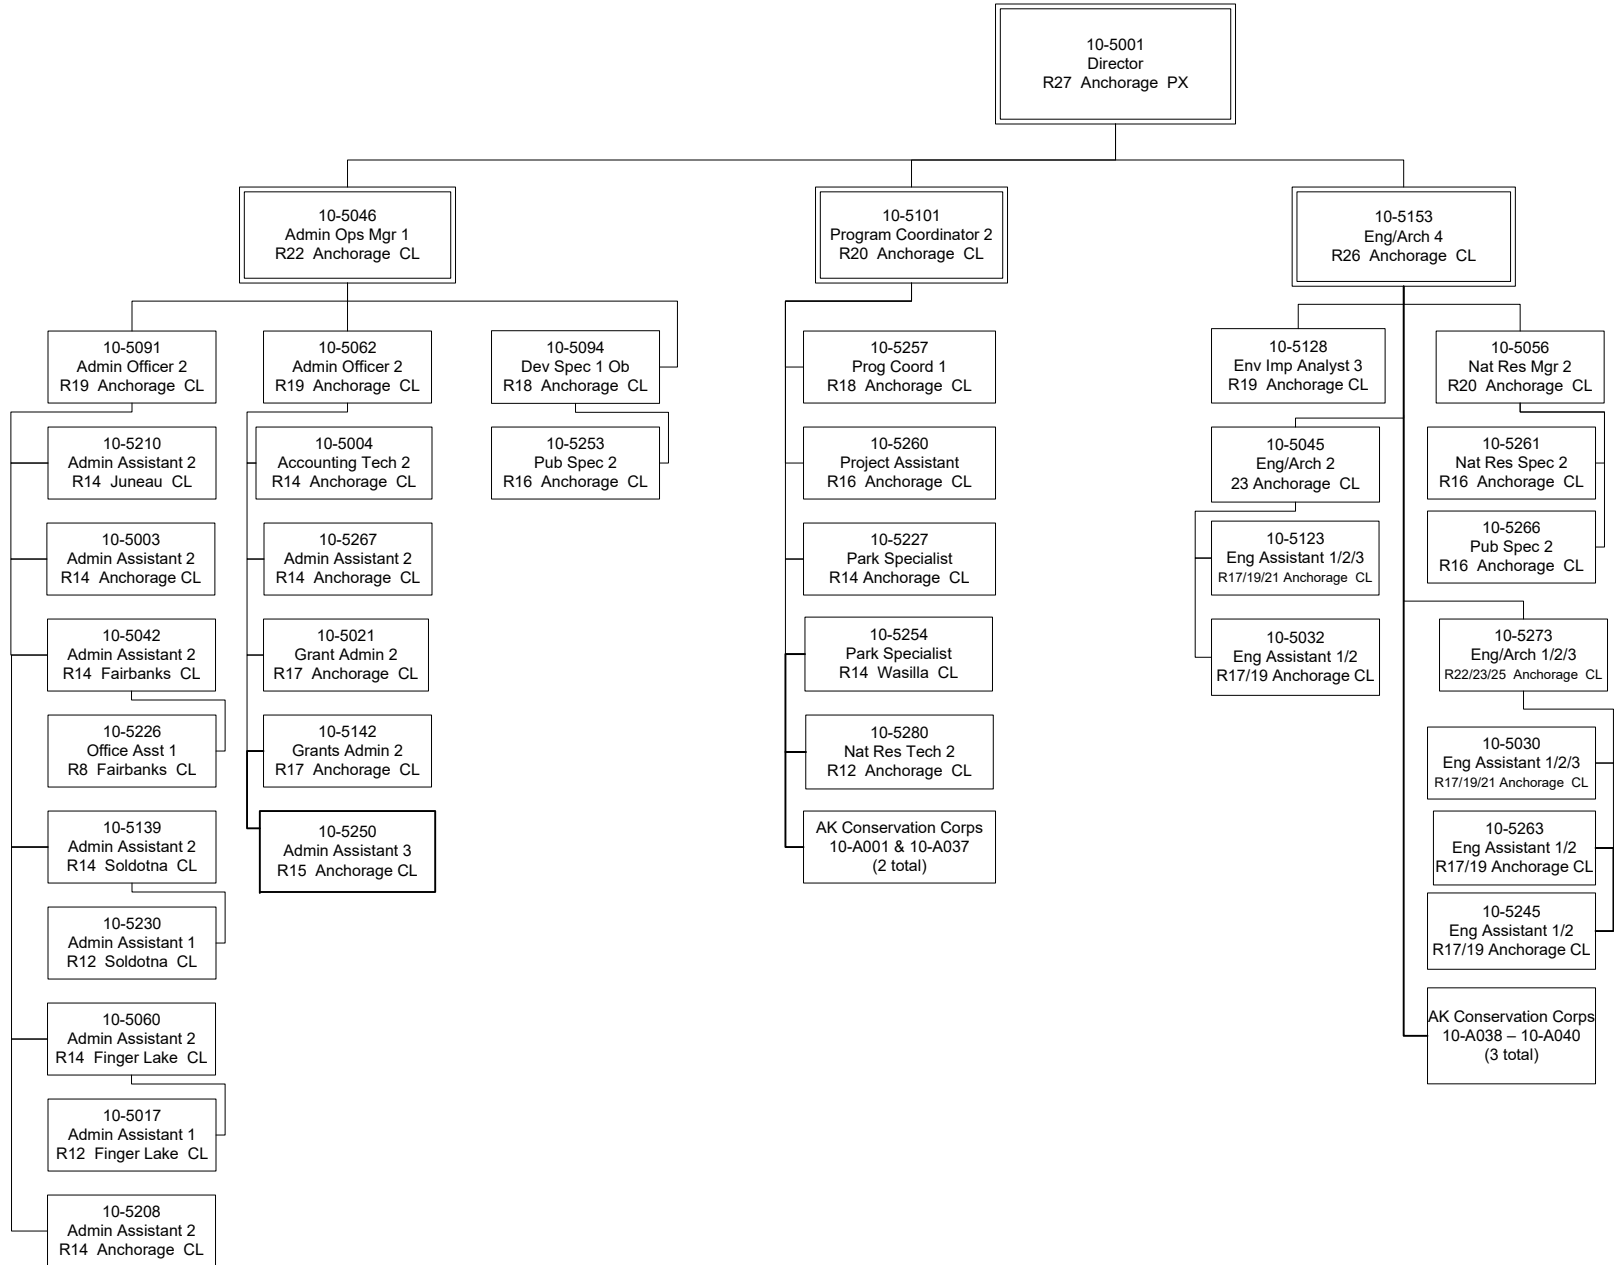 10-5001
Director
R27 Anchorage PX
10-5046
Admin Ops Mgr 1
R22 Anchorage CL
10-5101
Program Coordinator 2
R20 Anchorage CL
10-5153
Eng/Arch 4
R26 Anchorage CL
10-5091
Admin Officer 2
R19 Anchorage CL
10-5210
Admin Assistant 2
R14 Juneau CL
10-5003
Admin Assistant 2
R14 Anchorage CL
10-5042
Admin Assistant 2
R14 Fairbanks CL
10-5226
Office Asst 1
R8 Fairbanks CL
10-5139
Admin Assistant 2
R14 Soldotna CL
10-5230
Admin Assistant 1
R12 Soldotna CL
10-5060
Admin Assistant 2
R14 Finger Lake CL
10-5017
Admin Assistant 1
R12 Finger Lake CL
10-5208
Admin Assistant 2
R14 Anchorage CL
10-5062
Admin Officer 2
R19 Anchorage CL
10-5004
Accounting Tech 2
R14 Anchorage CL
10-5267
Admin Assistant 2
R14 Anchorage CL
10-5021
Grant Admin 2
R17 Anchorage CL
10-5142
Grants Admin 2
R17 Anchorage CL
10-5250
Admin Assistant 3
R15 Anchorage CL
10-5094
Dev Spec 1 Ob
R18 Anchorage CL
10-5253
Pub Spec 2
R16 Anchorage CL
10-5257
Prog Coord 1
R18 Anchorage CL
10-5260
Project Assistant
R16 Anchorage CL
10-5227
Park Specialist
R14 Anchorage CL
10-5254
Park Specialist
R14 Wasilla CL
10-5280
Nat Res Tech 2
R12 Anchorage CL
AK Conservation Corps
10-A001 & 10-A037
(2 total)
10-5128
Env Imp Analyst 3
R19 Anchorage CL
10-5045
Eng/Arch 2
23 Anchorage CL
10-5123
Eng Assistant 1/2/3
R17/19/21 Anchorage CL
10-5032
Eng Assistant 1/2
R17/19 Anchorage CL
10-5056
Nat Res Mgr 2
R20 Anchorage CL
10-5261
Nat Res Spec 2
R16 Anchorage CL
10-5266
Pub Spec 2
R16 Anchorage CL
10-5273
Eng/Arch 1/2/3
R22/23/25 Anchorage CL
10-5030
Eng Assistant 1/2/3
R17/19/21 Anchorage CL
10-5263
Eng Assistant 1/2
R17/19 Anchorage CL
10-5245
Eng Assistant 1/2
R17/19 Anchorage CL
AK Conservation Corps
10-A038 – 10-A040
(3 total)